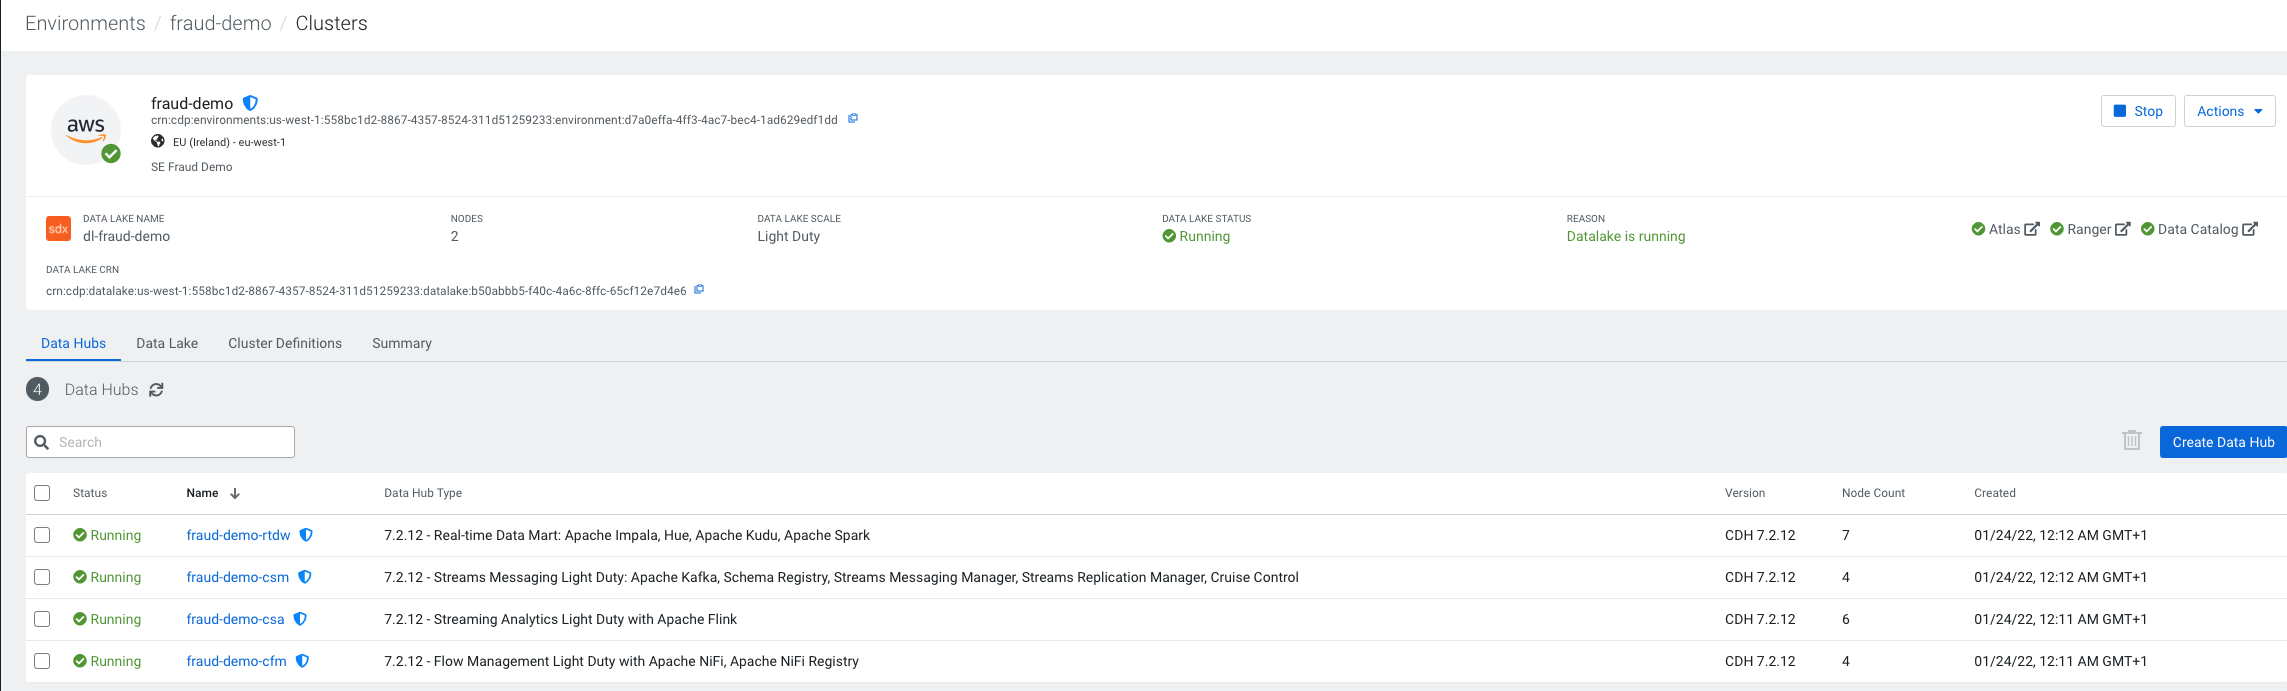 Environments / fraud-demo / Clusters
aws
fraud-demo
crn:cdp:environments:us-west-1:558bc1d2-8867-4357-8524-311d51259233:environment:d7a0effa-4ff3-4ac7-bec4-1ad629edf1dd
EU (Ireland) - eu-west-1
SE Fraud Demo
Stop
Actions
sdx
DATA LAKE NAME
dl-fraud-demo
NODES
2
DATA LAKE SCALE
Light Duty
DATA LAKE STATUS
Running
REASON
Datalake is running
Atlas Ranger Data Catalog
DATA LAKE CRN
crn:cdp:datalake:us-west-1:558bc1d2-8867-4357-8524-311d51259233:datalake:b50abbb5-f40c-4a6c-8ffc-65cf12e7d4e6
Data Hubs Data Lake Cluster Definitions Summary
4 Data Hubs
Search
Create Data Hub
Status Name Data Hub Type Version Node Count Created
Running fraud-demo-rtdw 7.2.12 - Real-time Data Mart: Apache Impala, Hue, Apache Kudu, Apache Spark CDH 7.2.12 7 01/24/22, 12:12 AM GMT+1
Running fraud-demo-csm 7.2.12 - Streams Messaging Light Duty: Apache Kafka, Schema Registry, Streams Messaging Manager, Streams Replication Manager, Cruise Control CDH 7.2.12 4 01/24/22, 12:12 AM GMT+1
Running fraud-demo-csa 7.2.12 - Streaming Analytics Light Duty with Apache Flink CDH 7.2.12 6 01/24/22, 12:11 AM GMT+1
Running fraud-demo-cfm 7.2.12 - Flow Management Light Duty with Apache NiFi, Apache NiFi Registry CDH 7.2.12 4 01/24/22, 12:11 AM GMT+1